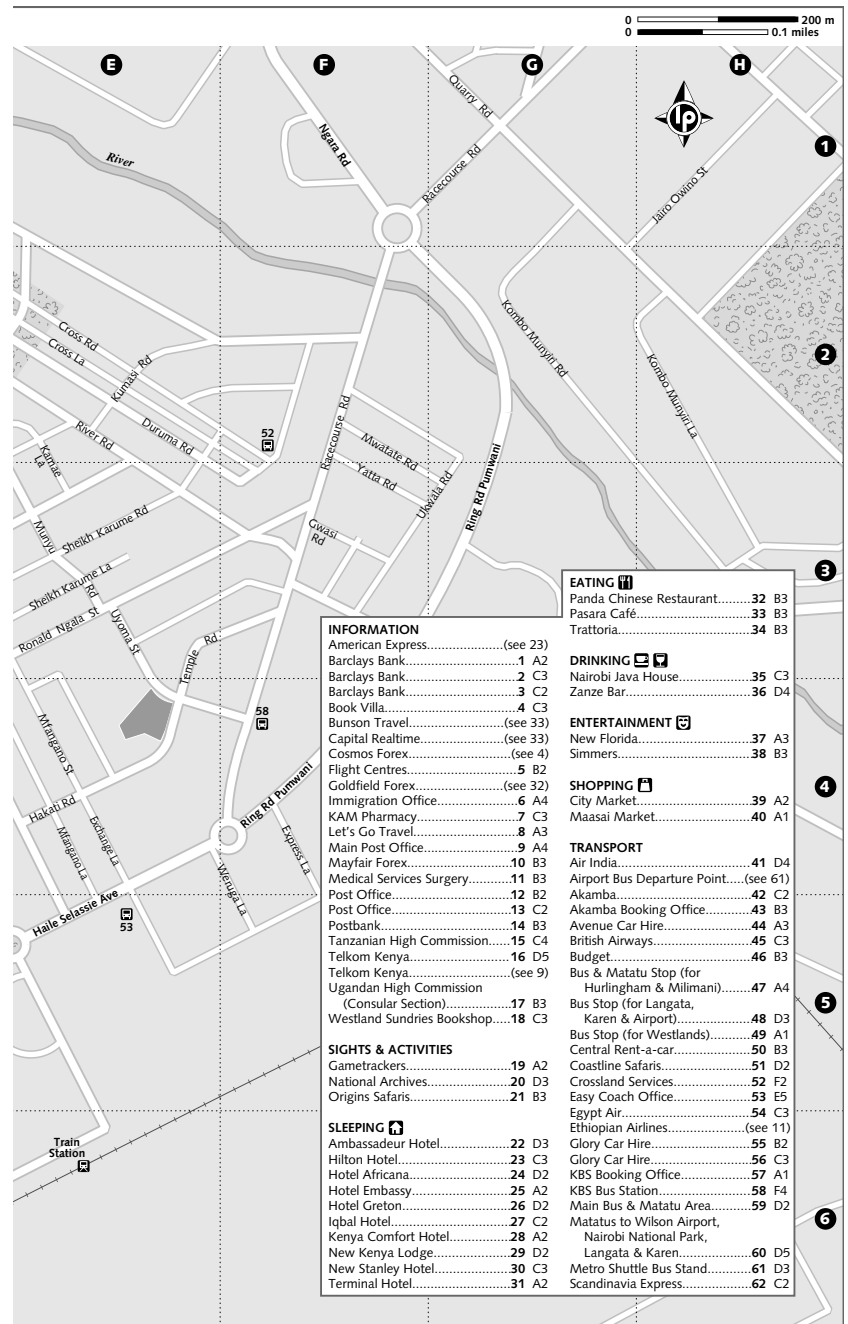 0 200 m
0 0.1 miles
E F G H
Quarry Rd
Ngara Rd
lp
1
River
Racecourse Rd
Jairo Owino St
Kombo Munyiri Rd
Cross Rd
Cross La
Kumasi Rd
2
Kombo Munyiri La
River Rd
Duruma Rd
52
Racecourse Rd
Mwatate Rd
Kamae La
Yatta Rd
Ukwala Rd
Ring Rd Pumwani
Munyu Rd
Sheikh Karume Rd
Gwasi Rd
3
Sheikh Karume La
Uyoma St
Ronald Ngala St
Temple Rd
58
Mfangano St
4
Ring Rd Pumwani
Hakati Rd
Mfangano La
Exchange La
Express La
Weruga La
Haile Selassie Ave
53
5
Train
Station
6
INFORMATION
American Express.......................(see 23)
Barclays Bank................................1 A2
Barclays Bank................................2 C3
Barclays Bank................................3 C2
Book Villa.....................................4 C3
Bunson Travel............................(see 33)
Capital Realtime.........................(see 33)
Cosmos Forex..............................(see 4)
Flight Centres................................5 B2
Goldfield Forex...........................(see 32)
Immigration Office.........................6 A4
KAM Pharmacy..............................7 C3
Let's Go Travel..............................8 A3
Main Post Office............................9 A4
Mayfair Forex..............................10 B3
Medical Services Surgery..............11 B3
Post Office...................................12 B2
Post Office...................................13 C2
Postbank.....................................14 B3
Tanzanian High Commission......15 C4
Telkom Kenya..............................16 D5
Telkom Kenya..............................(see 9)
Ugandan High Commission
(Consular Section)....................17 B3
Westland Sundries Bookshop.....18 C3
SIGHTS & ACTIVITIES
Gametrackers...............................19 A2
National Archives.........................20 D3
Origins Safaris..............................21 B3
SLEEPING
Ambassadeur Hotel......................22 D3
Hilton Hotel.................................23 C3
Hotel Africana..............................24 D2
Hotel Embassy.............................25 A2
Hotel Greton................................26 D2
Iqbal Hotel...................................27 C2
Kenya Comfort Hotel...................28 A2
New Kenya Lodge........................29 D2
New Stanley Hotel.......................30 C3
Terminal Hotel.............................31 A2
EATING
Panda Chinese Restaurant..........32 B3
Pasara Café..................................33 B3
Trattoria.......................................34 B3
DRINKING
Nairobi Java House.......................35 C3
Zanze Bar.....................................36 D4
ENTERTAINMENT
New Florida..................................37 A3
Simmers.......................................38 B3
SHOPPING
City Market..................................39 A2
Maasai Market.............................40 A1
TRANSPORT
Air India.......................................41 D4
Airport Bus Departure Point.....(see 61)
Akamba........................................42 C2
Akamba Booking Office..............43 B3
Avenue Car Hire..........................44 A3
British Airways.............................45 C3
Budget.........................................46 B3
Bus & Matatu Stop (for
Hurlingham & Milimani).......47 A4
Bus Stop (for Langata,
Karen & Airport)...................48 D3
Bus Stop (for Westlands)............49 A1
Central Rent-a-car.......................50 B3
Coastline Safaris..........................51 D2
Crossland Services......................52 F2
Easy Coach Office.......................53 E5
Egypt Air......................................54 C3
Ethiopian Airlines.....................(see 11)
Glory Car Hire..............................55 B2
Glory Car Hire..............................56 C3
KBS Booking Office.....................57 A1
KBS Bus Station...........................58 F4
Main Bus & Matatu Area............59 D2
Matatus to Wilson Airport,
Nairobi National Park,
Langata & Karen....................60 D5
Metro Shuttle Bus Stand............61 D3
Scandinavia Express....................62 C2